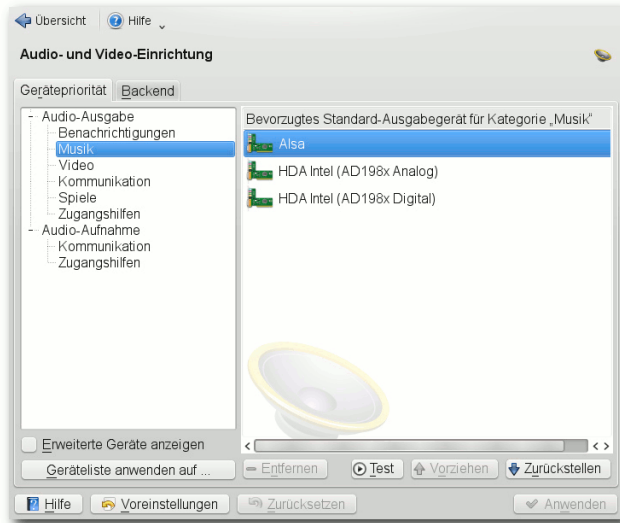 Übersicht Hilfe
Audio- und Video-Einrichtung
Gerätepriorität Backend
Audio-Ausgabe
Benachrichtigungen
Musik
Video
Kommunikation
Spiele
Zugangshilfen
Audio-Aufnahme
Kommunikation
Zugangshilfen
Bevorzugtes Standard-Ausgabegerät für Kategorie „Musik“
Alsa
HDA Intel (AD198x Analog)
HDA Intel (AD198x Digital)
Erweiterte Geräte anzeigen
Geräteliste anwenden auf ...
Entfernen Test Vorziehen Zurückstellen
Hilfe Voreinstellungen Zurücksetzen Anwenden